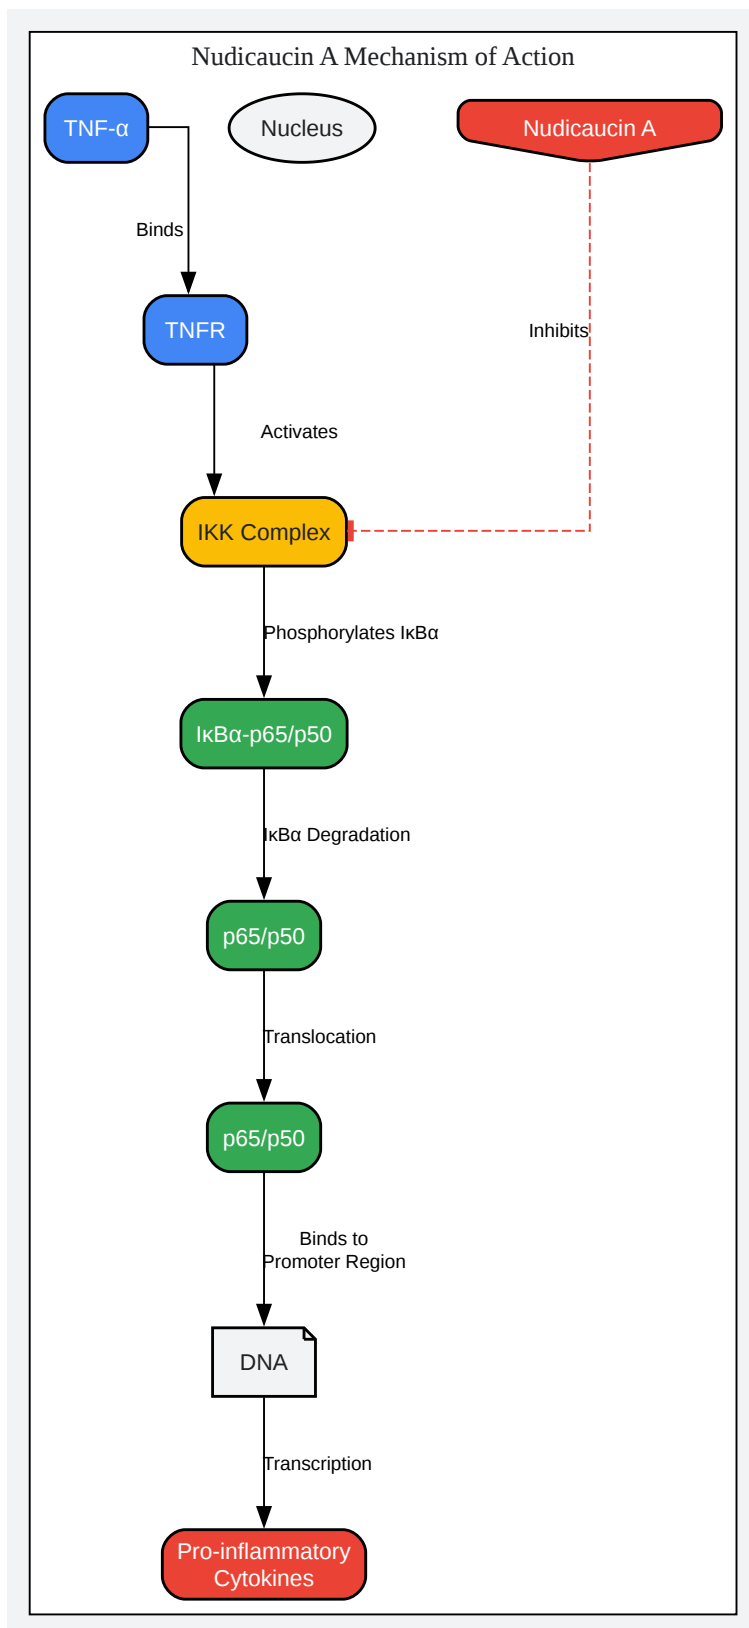 Nudicaucin A Mechanism of Action
TNF-α
Nucleus
Nudicaucin A
Binds
TNFR
Inhibits
Activates
IKK Complex
Phosphorylates IκBα
IκBα-p65/p50
IκBα Degradation
p65/p50
Translocation
p65/p50
Binds to
Promoter Region
DNA
Transcription
Pro-inflammatory
Cytokines